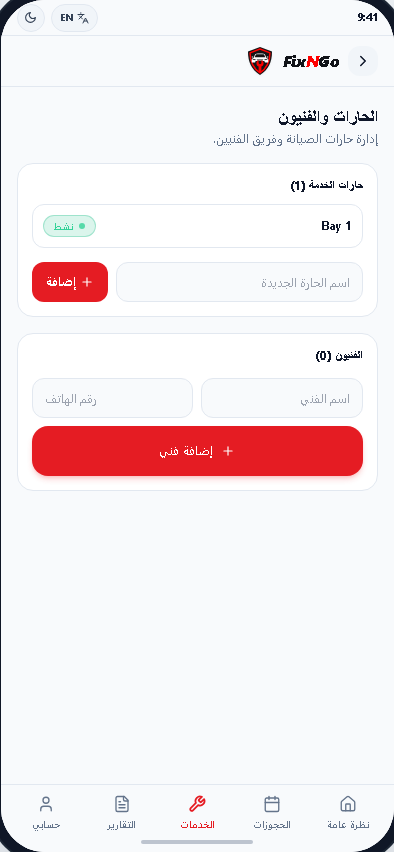 9:41
EN
FixNGo
الحارات والفنيون
إدارة حارات الصيانة وفريق الفنيين.
حارات الخدمة (1)
Bay 1
نشط
اسم الحارة الجديدة
إضافة
الفنيون (0)
اسم الفني
رقم الهاتف
إضافة فني
نظرة عامة
الحجوزات
الخدمات
التقارير
حسابي